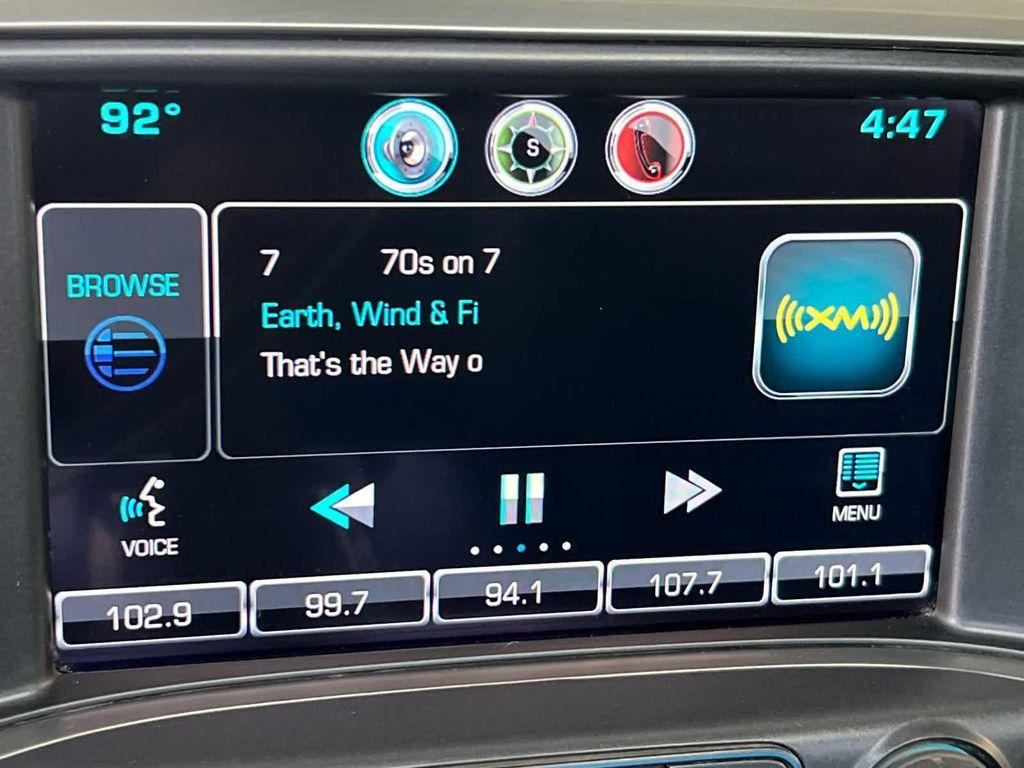 92° 4:47
S
BROWSE
7 70s on 7
Earth, Wind & Fi
That's the Way o
((( XM )))
VOICE
MENU
102.9 99.7 94.1 107.7 101.1